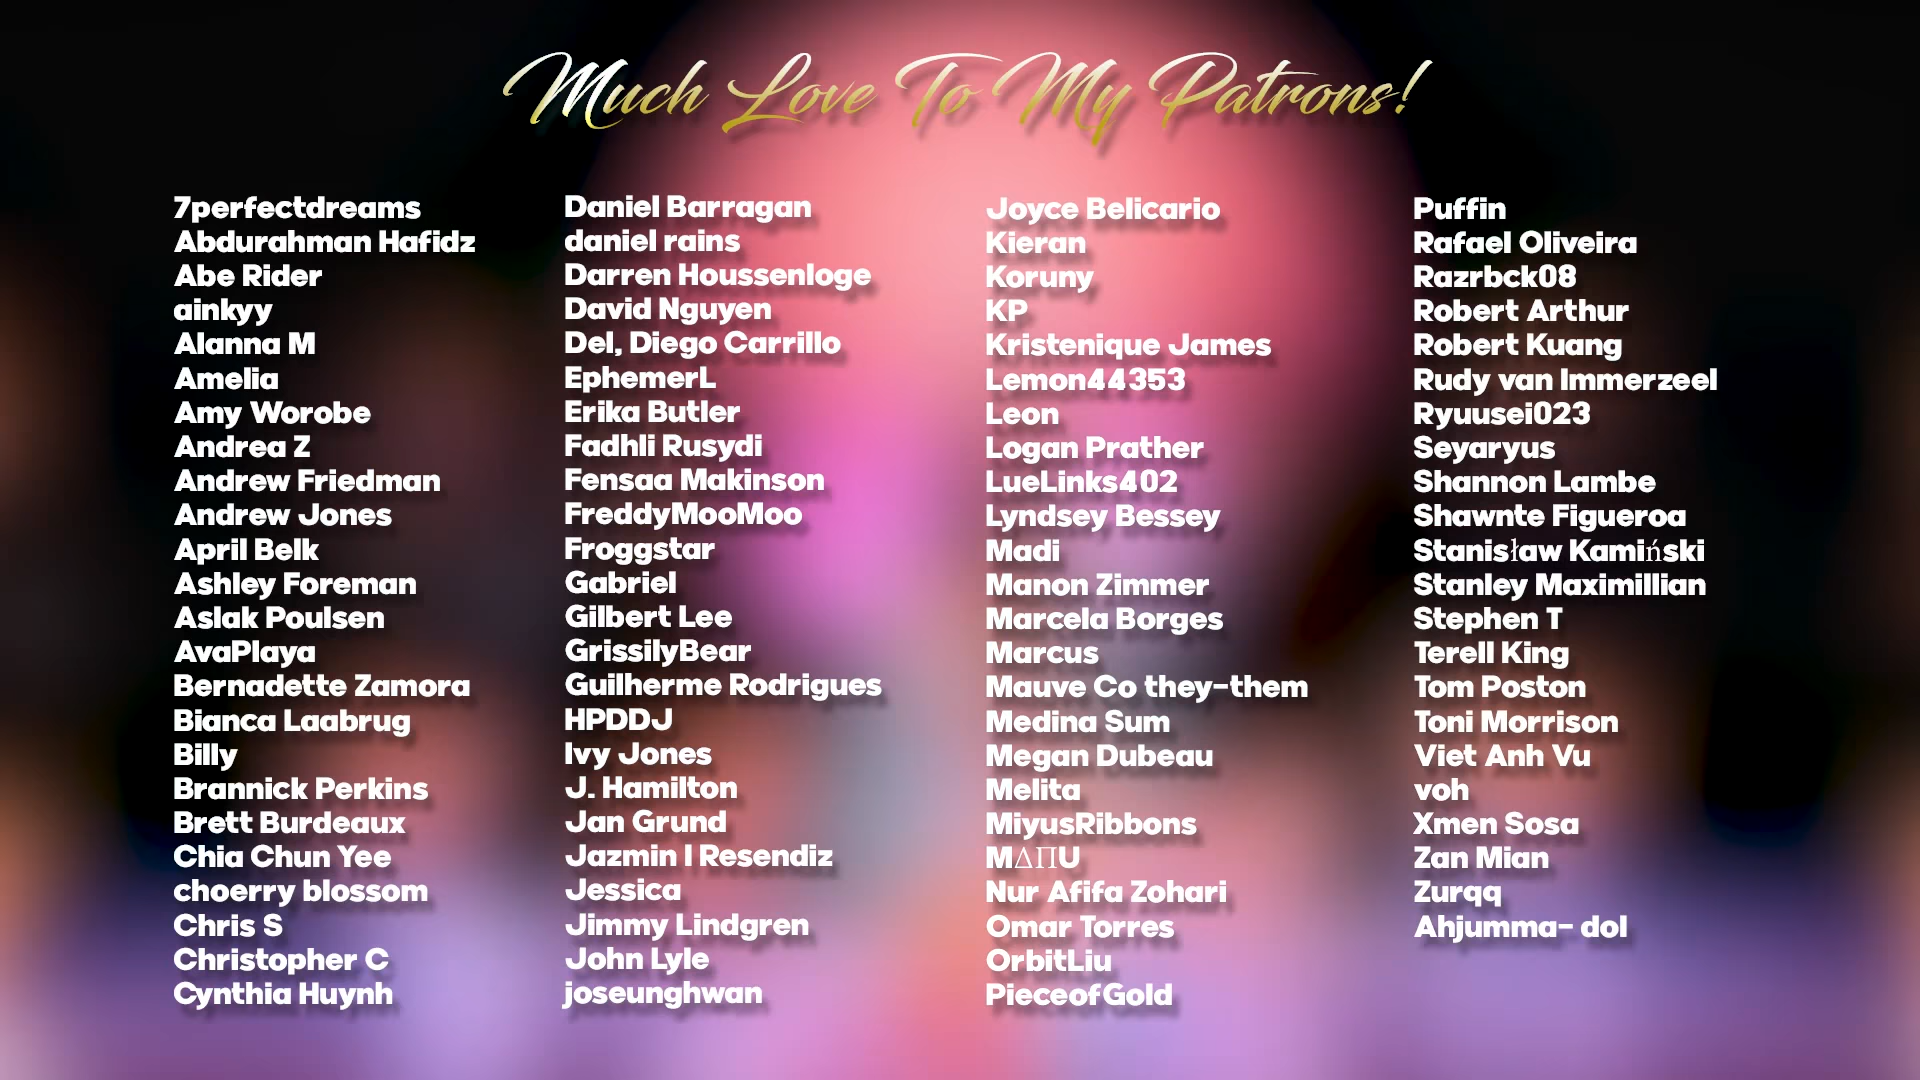 Much Love To My Patrons!
7perfectdreams
Abdurahman Hafidz
Abe Rider
ainkyy
Alanna M
Amelia
Amy Worobe
Andrea Z
Andrew Friedman
Andrew Jones
April Belk
Ashley Foreman
Aslak Poulsen
AvaPlaya
Bernadette Zamora
Bianca Laabrug
Billy
Brannick Perkins
Brett Burdeaux
Chia Chun Yee
choerry blossom
Chris S
Christopher C
Cynthia Huynh
Daniel Barragan
daniel rains
Darren Houssenloge
David Nguyen
Del, Diego Carrillo
EphemerL
Erika Butler
Fadhli Rusydi
Fensaa Makinson
FreddyMooMoo
Froggstar
Gabriel
Gilbert Lee
GrissilyBear
Guilherme Rodrigues
HPDDJ
Ivy Jones
J. Hamilton
Jan Grund
Jazmin I Resendiz
Jessica
Jimmy Lindgren
John Lyle
joseunghwan
Joyce Belicario
Kieran
Koruny
KP
Kristenique James
Lemon44353
Leon
Logan Prather
LueLinks402
Lyndsey Bessey
Madi
Manon Zimmer
Marcela Borges
Marcus
Mauve Co they-them
Medina Sum
Megan Dubeau
Melita
MiyusRibbons
MΔΠU
Nur Afifa Zohari
Omar Torres
OrbitLiu
PieceofGold
Puffin
Rafael Oliveira
Razrbck08
Robert Arthur
Robert Kuang
Rudy van Immerzeel
Ryuusei023
Seyaryus
Shannon Lambe
Shawnte Figueroa
Stanisław Kamiński
Stanley Maximillian
Stephen T
Terell King
Tom Poston
Toni Morrison
Viet Anh Vu
voh
Xmen Sosa
Zan Mian
Zurqq
Ahjumma- dol